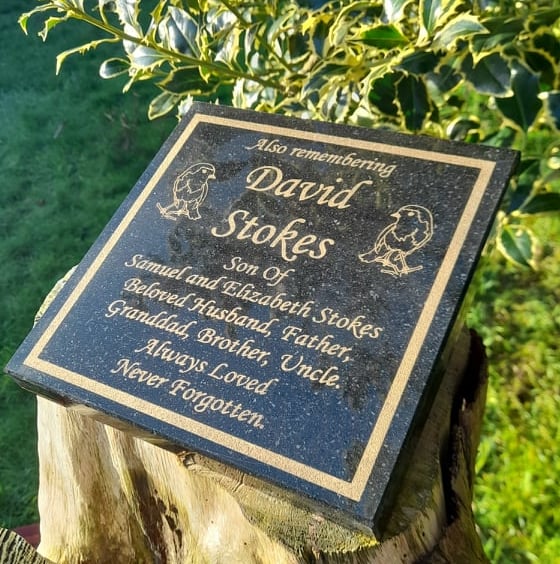 Also remembering
David
Stokes
Son Of
Samuel and Elizabeth Stokes
Beloved Husband, Father,
Granddad, Brother, Uncle.
Always Loved
Never Forgotten.